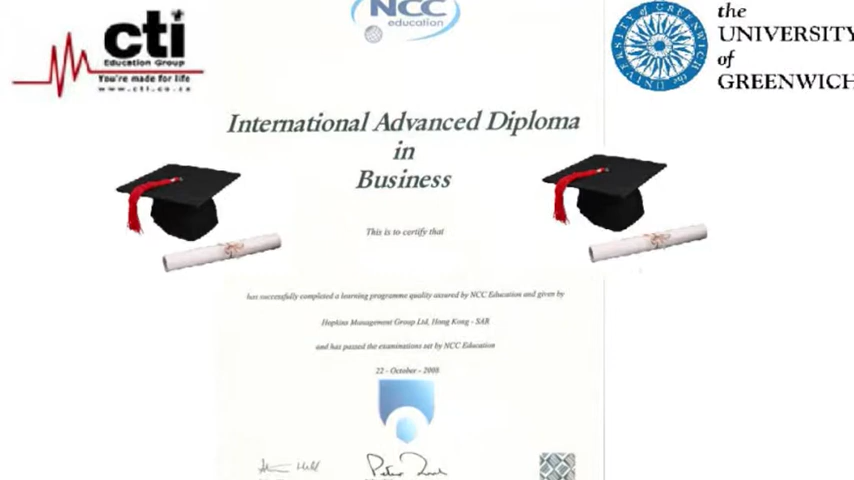 cti
Education Group
You're made for life
www.cti.co.za
NCC
education
the
UNIVERSITY
of
GREENWICH
International Advanced Diploma
in
Business
This is to certify that
has successfully completed a learning programme quality assured by NCC Education and given by
Hopkins Management Group Ltd, Hong Kong - SAR
and has passed the examinations set by NCC Education
22 - October - 2008